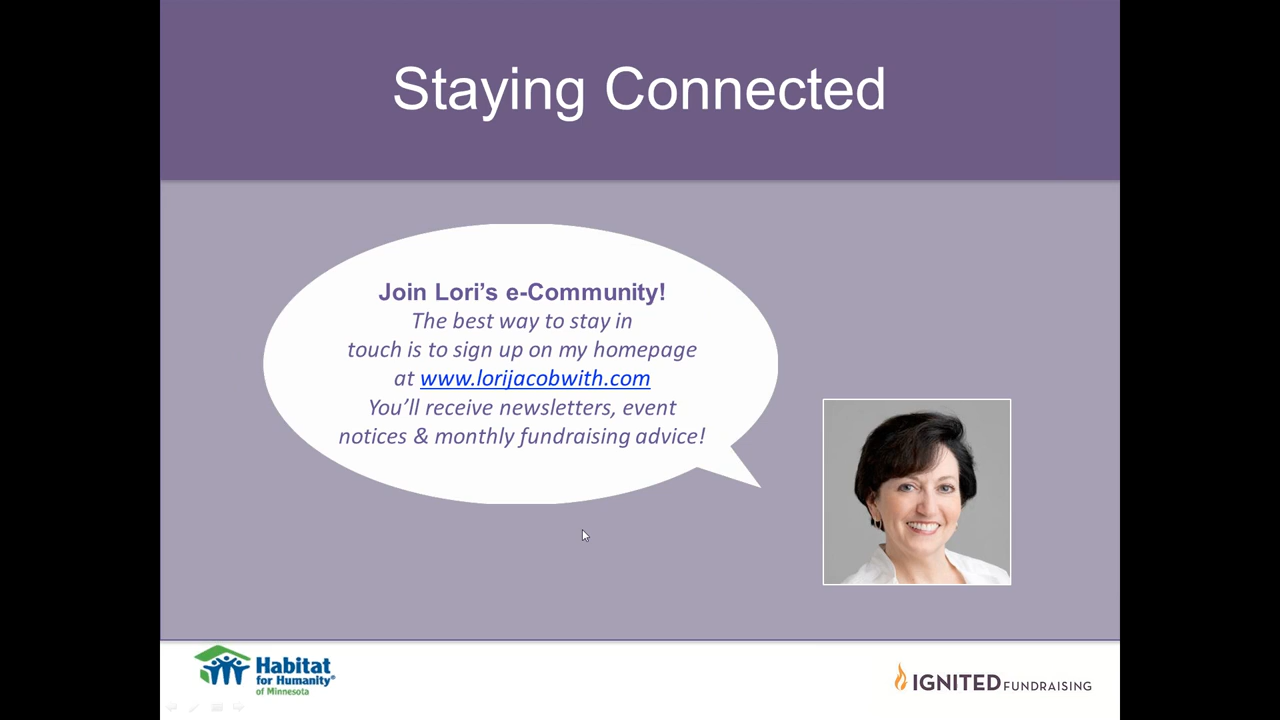 Staying Connected
Join Lori’s e-Community!
The best way to stay in
touch is to sign up on my homepage
at www.lorijacobwith.com
You’ll receive newsletters, event
notices & monthly fundraising advice!
Habitat
for Humanity®
of Minnesota
IGNITED FUNDRAISING